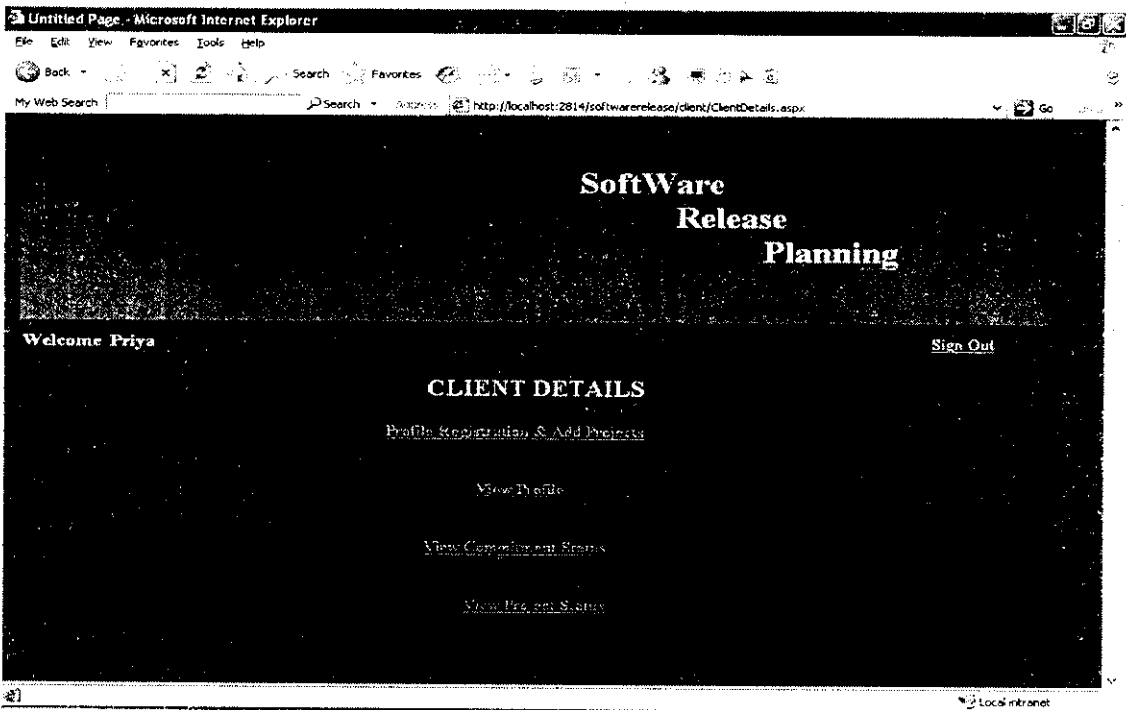 Untitled Page - Microsoft Internet Explorer
File Edit View Favorites Tools Help
Back Search Favorites
My Web Search Search Address http://localhost:2814/softwarerelease/client/ClientDetails.aspx Go
SoftWare
Release
Planning
Welcome Priya Sign Out
CLIENT DETAILS
Profile Registration & Add Projects
View Profile
View Commitment Status
View Project Status
Local intranet